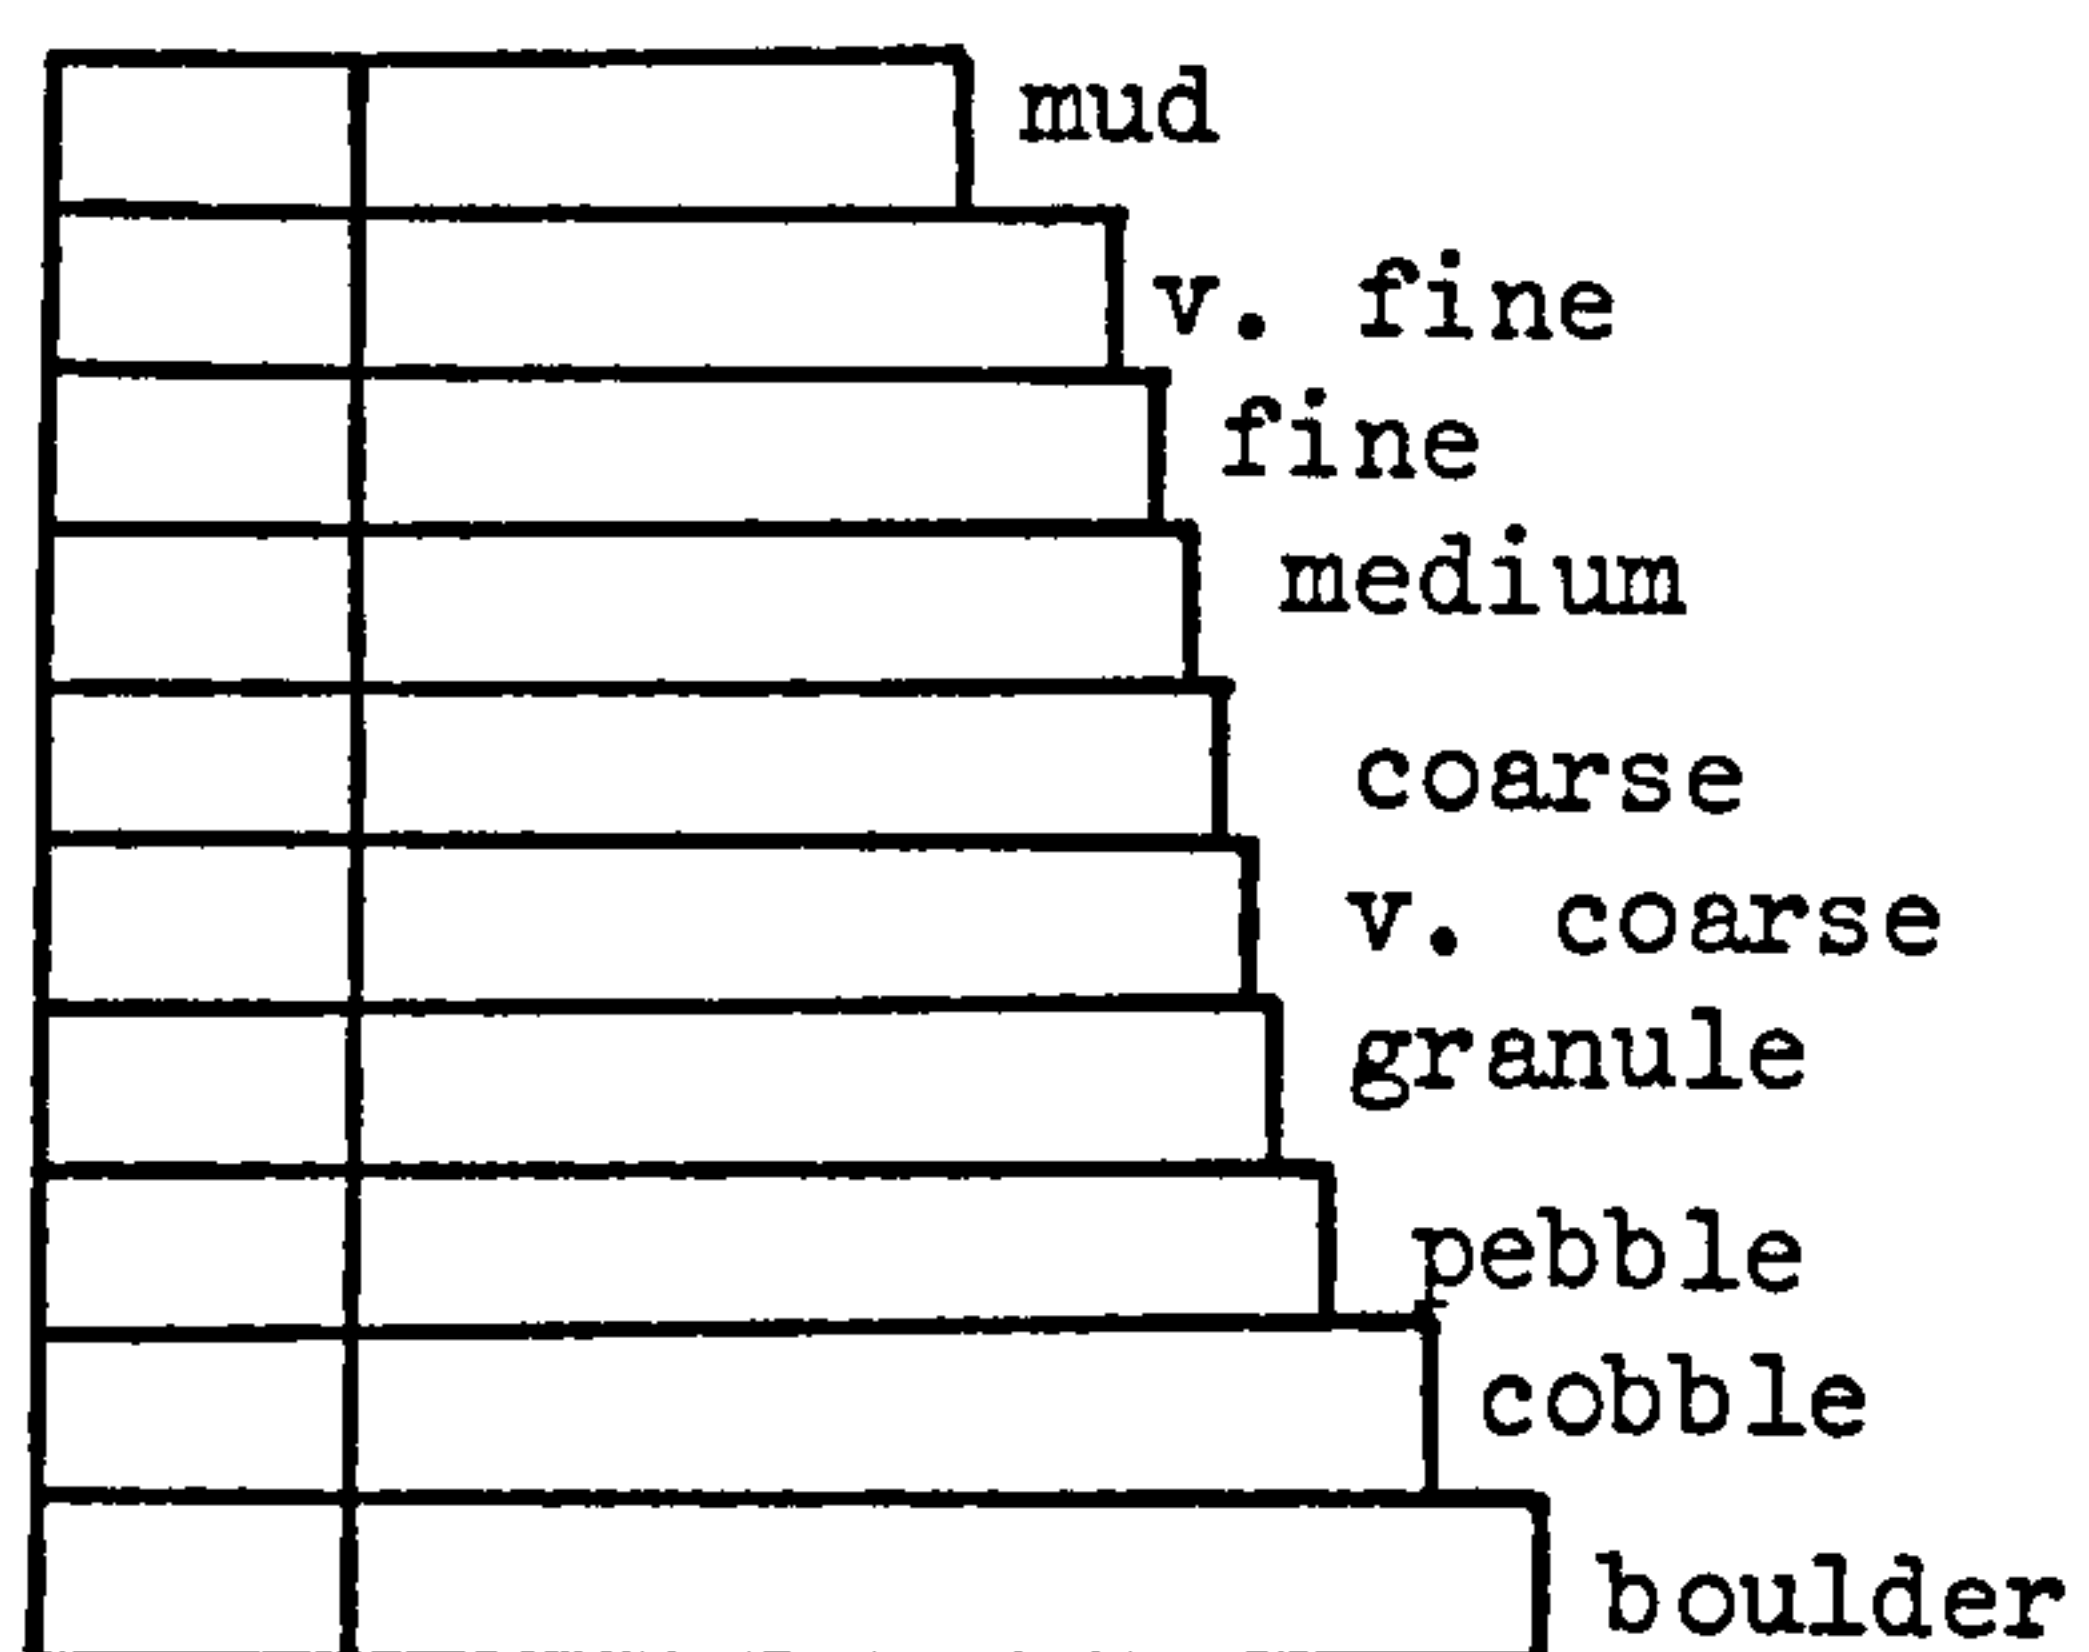 mud
v. fine
fine
medium
coarse
v. coarse
granule
pebble
cobble
boulder